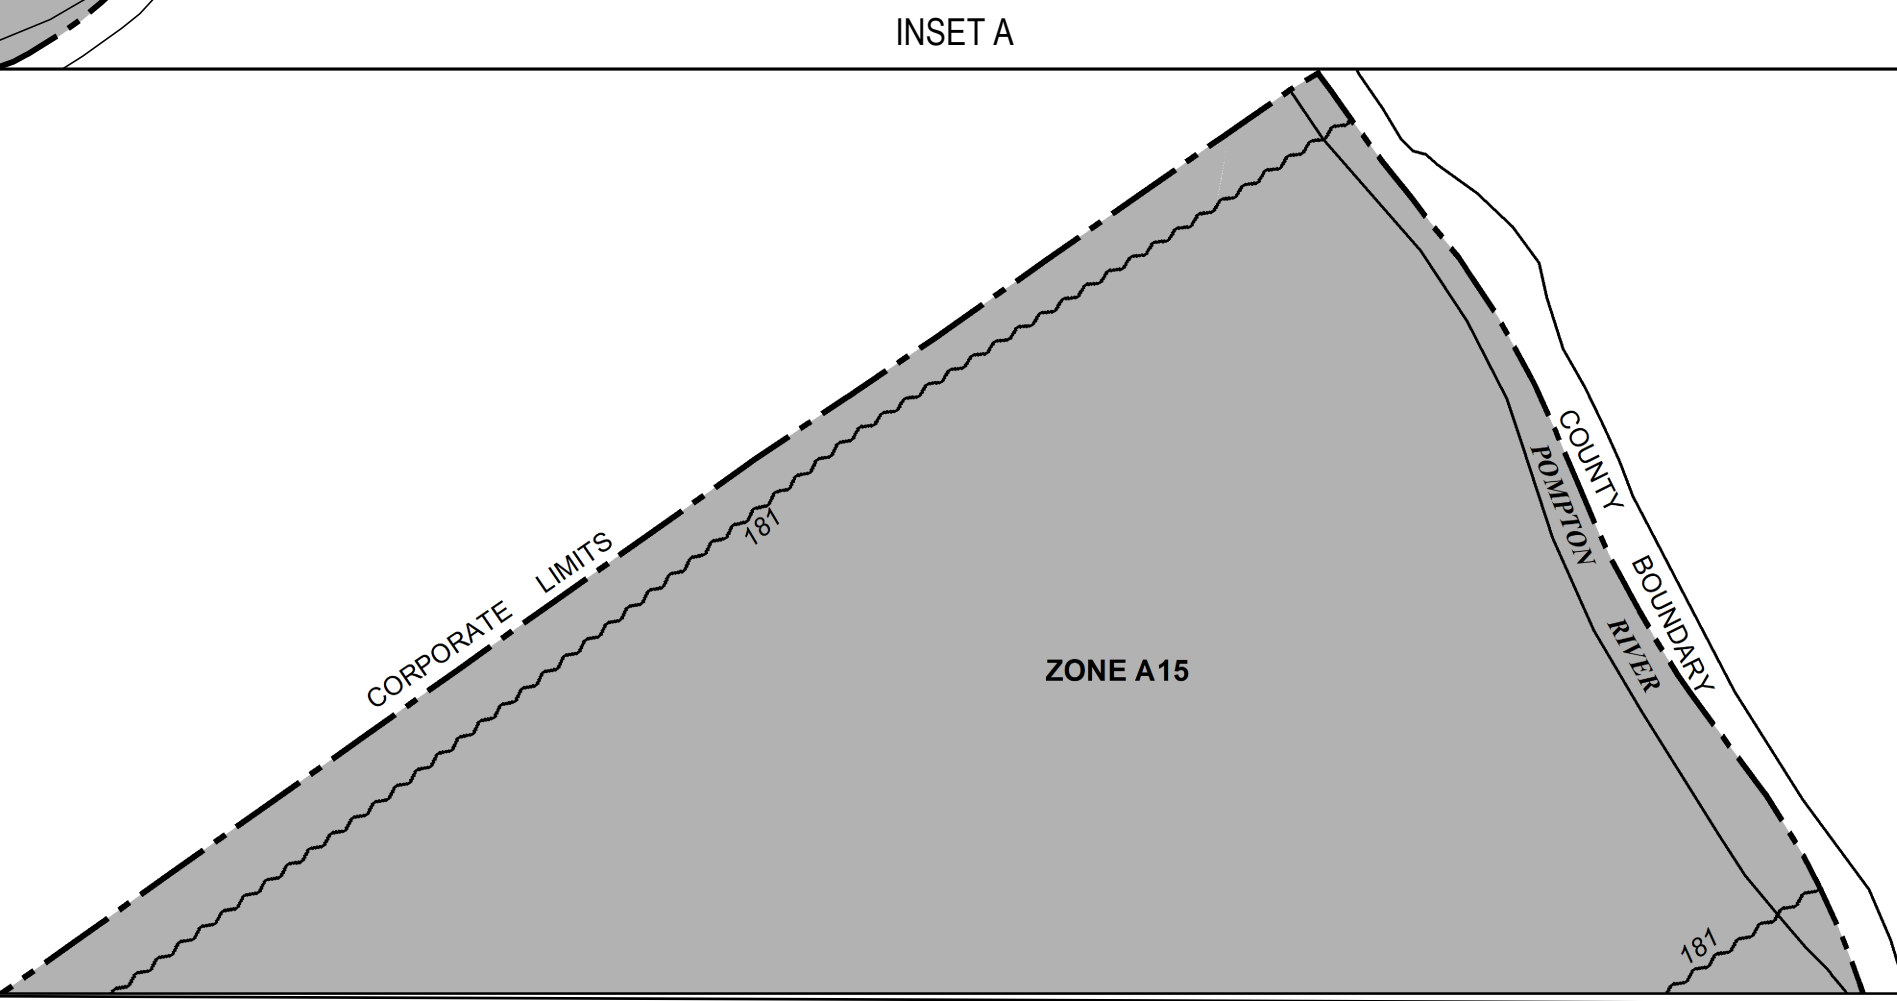 INSET A
CORPORATE LIMITS
181
ZONE A15
COUNTY BOUNDARY
POMPTON RIVER
181